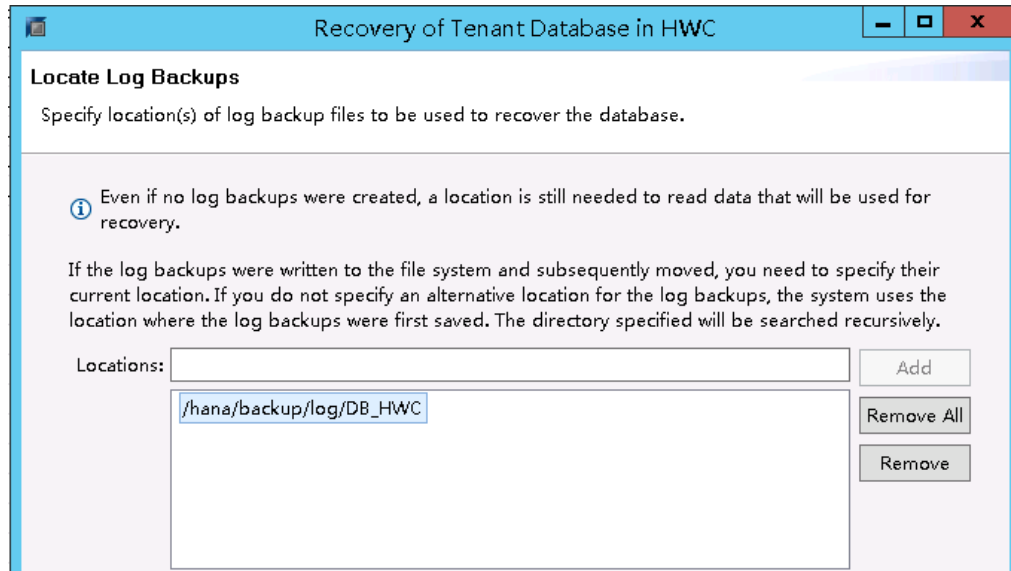 Recovery of Tenant Database in HWC
Locate Log Backups
Specify location(s) of log backup files to be used to recover the database.
Even if no log backups were created, a location is still needed to read data that will be used for
recovery.
If the log backups were written to the file system and subsequently moved, you need to specify their
current location. If you do not specify an alternative location for the log backups, the system uses the
location where the log backups were first saved. The directory specified will be searched recursively.
Locations:
Add
/hana/backup/log/DB_HWC
Remove All
Remove